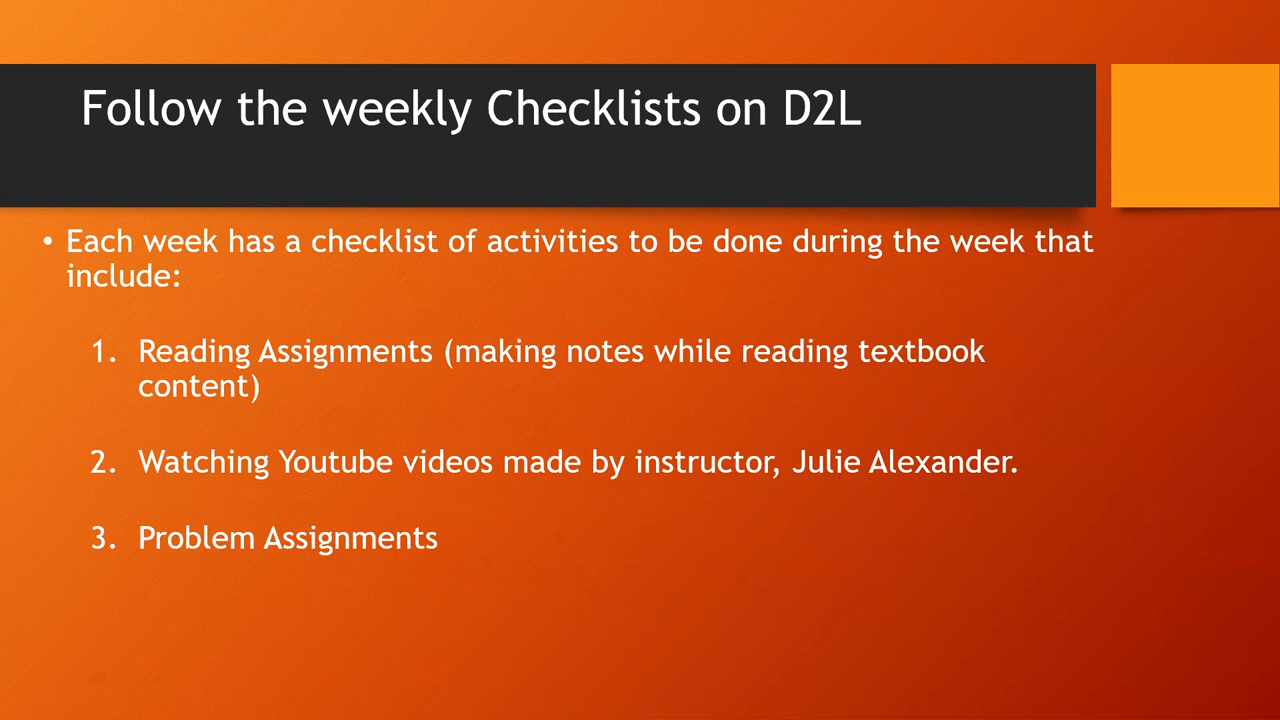 Follow the weekly Checklists on D2L
• Each week has a checklist of activities to be done during the week that
include:
1. Reading Assignments (making notes while reading textbook
content)
2. Watching Youtube videos made by instructor, Julie Alexander.
3. Problem Assignments